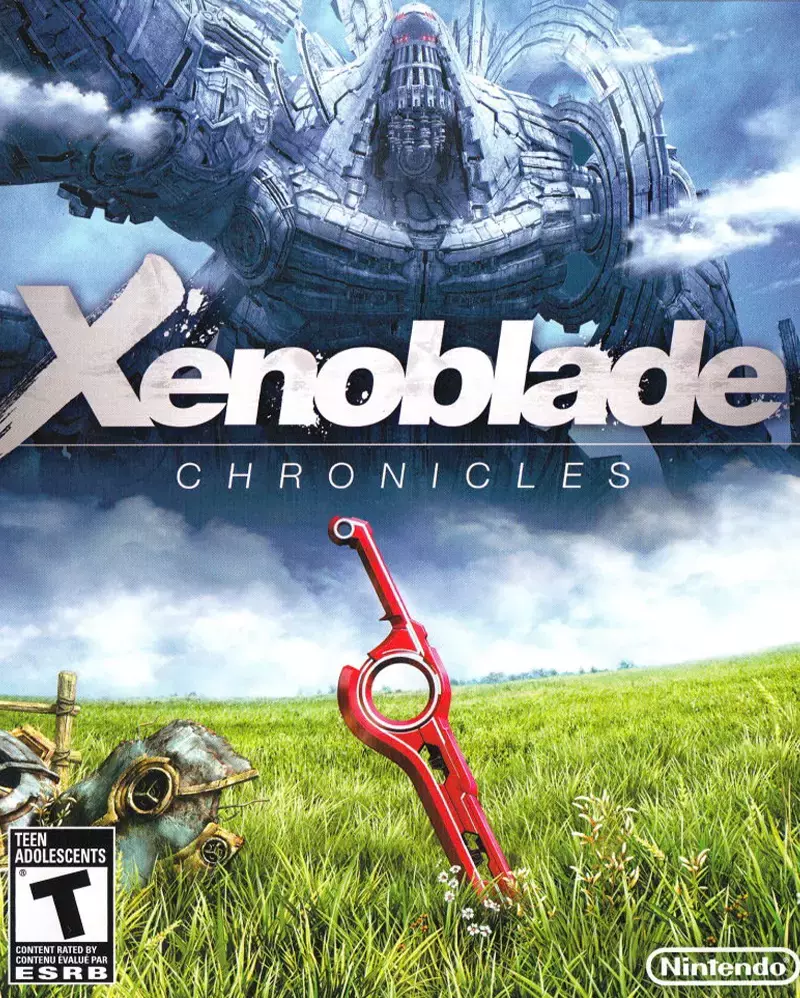 Xenoblade
CHRONICLES
TEEN
ADOLESCENTS
®
T
CONTENT RATED BY
CONTENU ÉVALUÉ PAR
ESRB
Nintendo